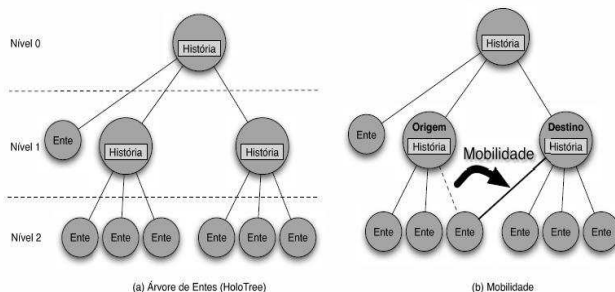 Nível 0
História
História
Nível 1
Ente
História
História
Origem
História
Destino
História
Ente
Mobilidade
Nível 2
Ente
Ente
Ente
Ente
Ente
Ente
Ente
Ente
Ente
Ente
Ente
Ente
(a) Árvore de Entes (HoloTree)
(b) Mobilidade